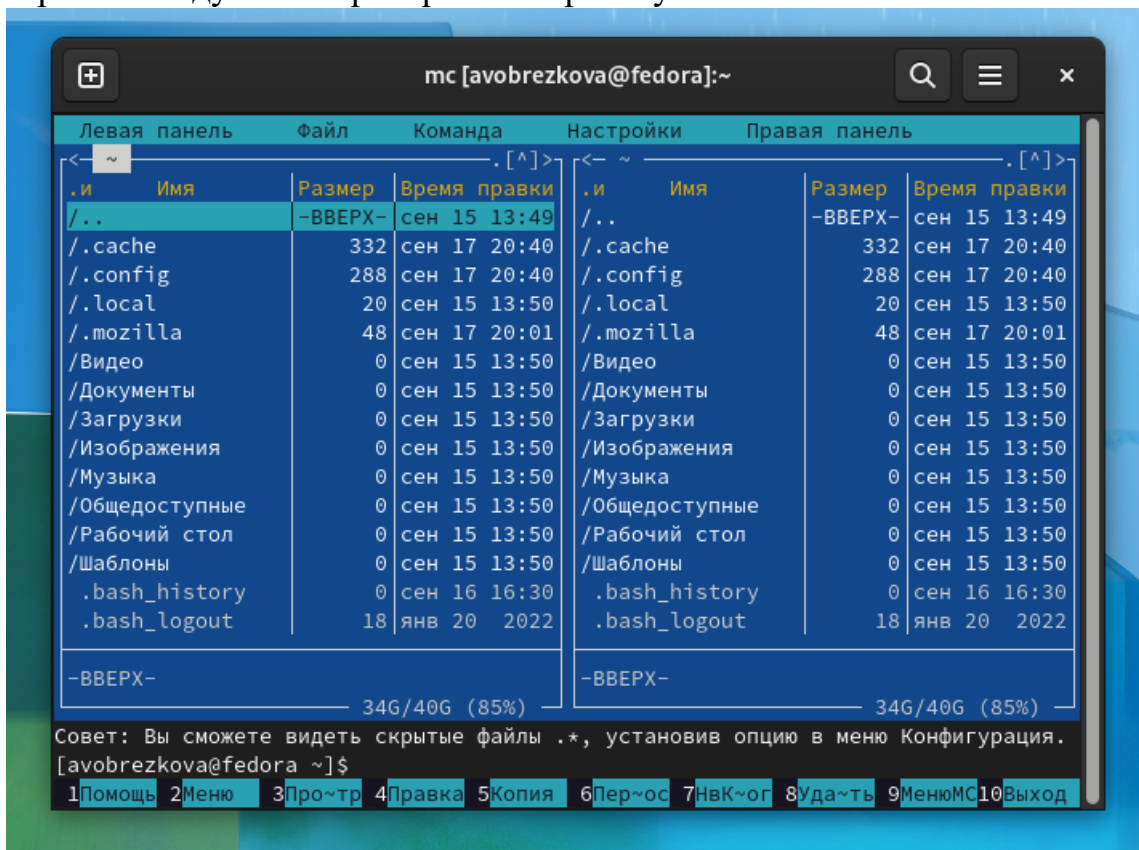 mc [avobrezkova@fedora]:~ ×
Левая панель Файл Команда Настройки Правая панель
<— ~ .[^]> <— ~ .[^]>
.и Имя Размер Время правки .и Имя Размер Время правки
/.. -ВВЕРХ- сен 15 13:49 /.. -ВВЕРХ- сен 15 13:49
/.cache 332 сен 17 20:40 /.cache 332 сен 17 20:40
/.config 288 сен 17 20:40 /.config 288 сен 17 20:40
/.local 20 сен 15 13:50 /.local 20 сен 15 13:50
/.mozilla 48 сен 17 20:01 /.mozilla 48 сен 17 20:01
/Видео 0 сен 15 13:50 /Видео 0 сен 15 13:50
/Документы 0 сен 15 13:50 /Документы 0 сен 15 13:50
/Загрузки 0 сен 15 13:50 /Загрузки 0 сен 15 13:50
/Изображения 0 сен 15 13:50 /Изображения 0 сен 15 13:50
/Музыка 0 сен 15 13:50 /Музыка 0 сен 15 13:50
/Общедоступные 0 сен 15 13:50 /Общедоступные 0 сен 15 13:50
/Рабочий стол 0 сен 15 13:50 /Рабочий стол 0 сен 15 13:50
/Шаблоны 0 сен 15 13:50 /Шаблоны 0 сен 15 13:50
.bash_history 0 сен 16 16:30 .bash_history 0 сен 16 16:30
.bash_logout 18 янв 20 2022 .bash_logout 18 янв 20 2022
-ВВЕРХ- -ВВЕРХ-
34G/40G (85%) 34G/40G (85%)
Совет: Вы сможете видеть скрытые файлы .*, установив опцию в меню Конфигурация.
[avobrezkova@fedora ~]$
1Помощь 2Меню 3Про~тр 4Правка 5Копия 6Пер~ос 7НвК~ог 8Уда~ть 9МенюMC10Выход